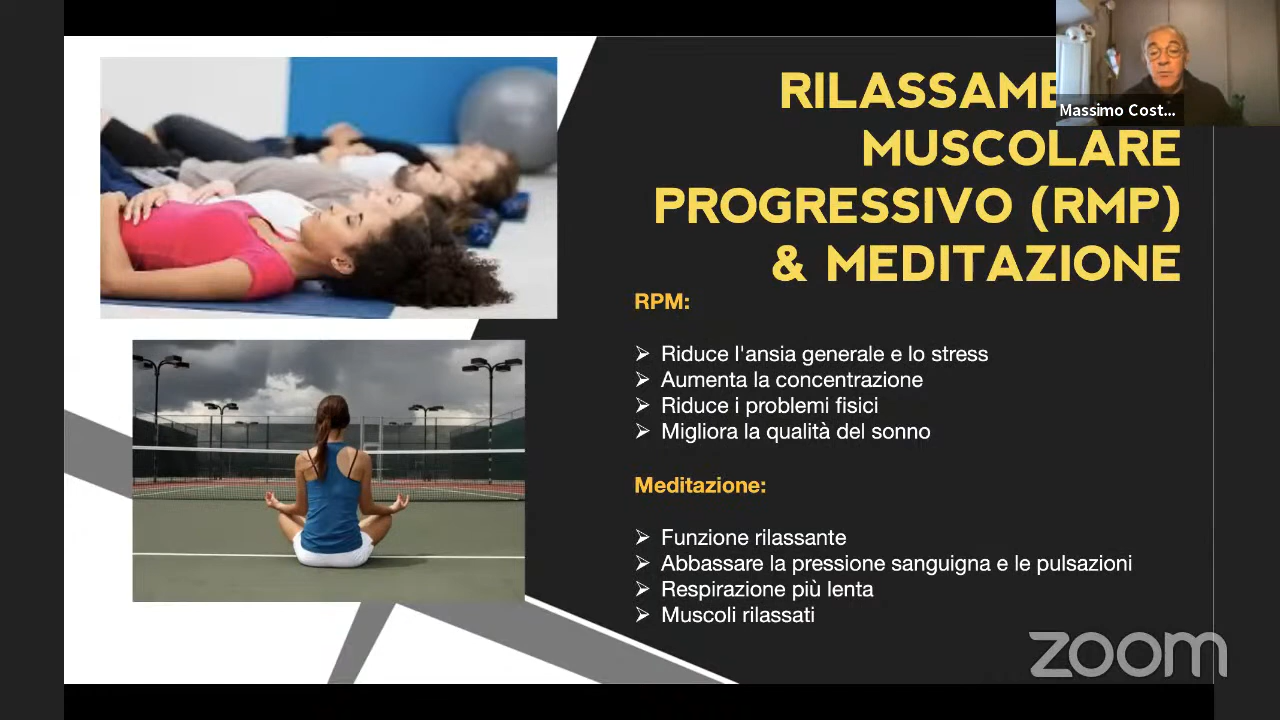 RILASSAME
MUSCOLARE
PROGRESSIVO (RMP)
& MEDITAZIONE
Massimo Cost...
RPM:
➢ Riduce l'ansia generale e lo stress
➢ Aumenta la concentrazione
➢ Riduce i problemi fisici
➢ Migliora la qualità del sonno
Meditazione:
➢ Funzione rilassante
➢ Abbassare la pressione sanguigna e le pulsazioni
➢ Respirazione più lenta
➢ Muscoli rilassati
zoom